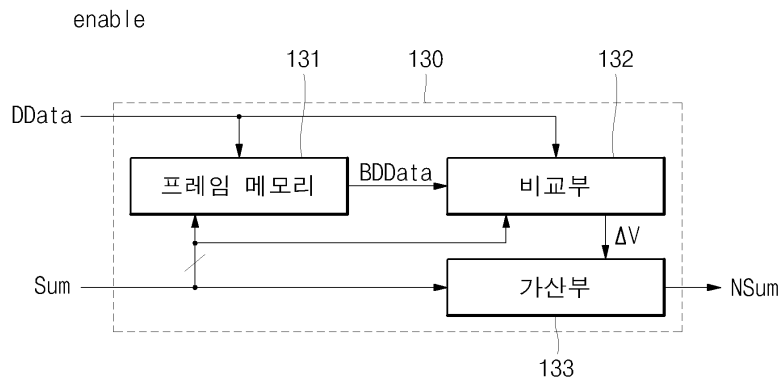 enable
131
130
132
DData
프레임 메모리
BDData
비교부
ΔV
Sum
가산부
NSum
133